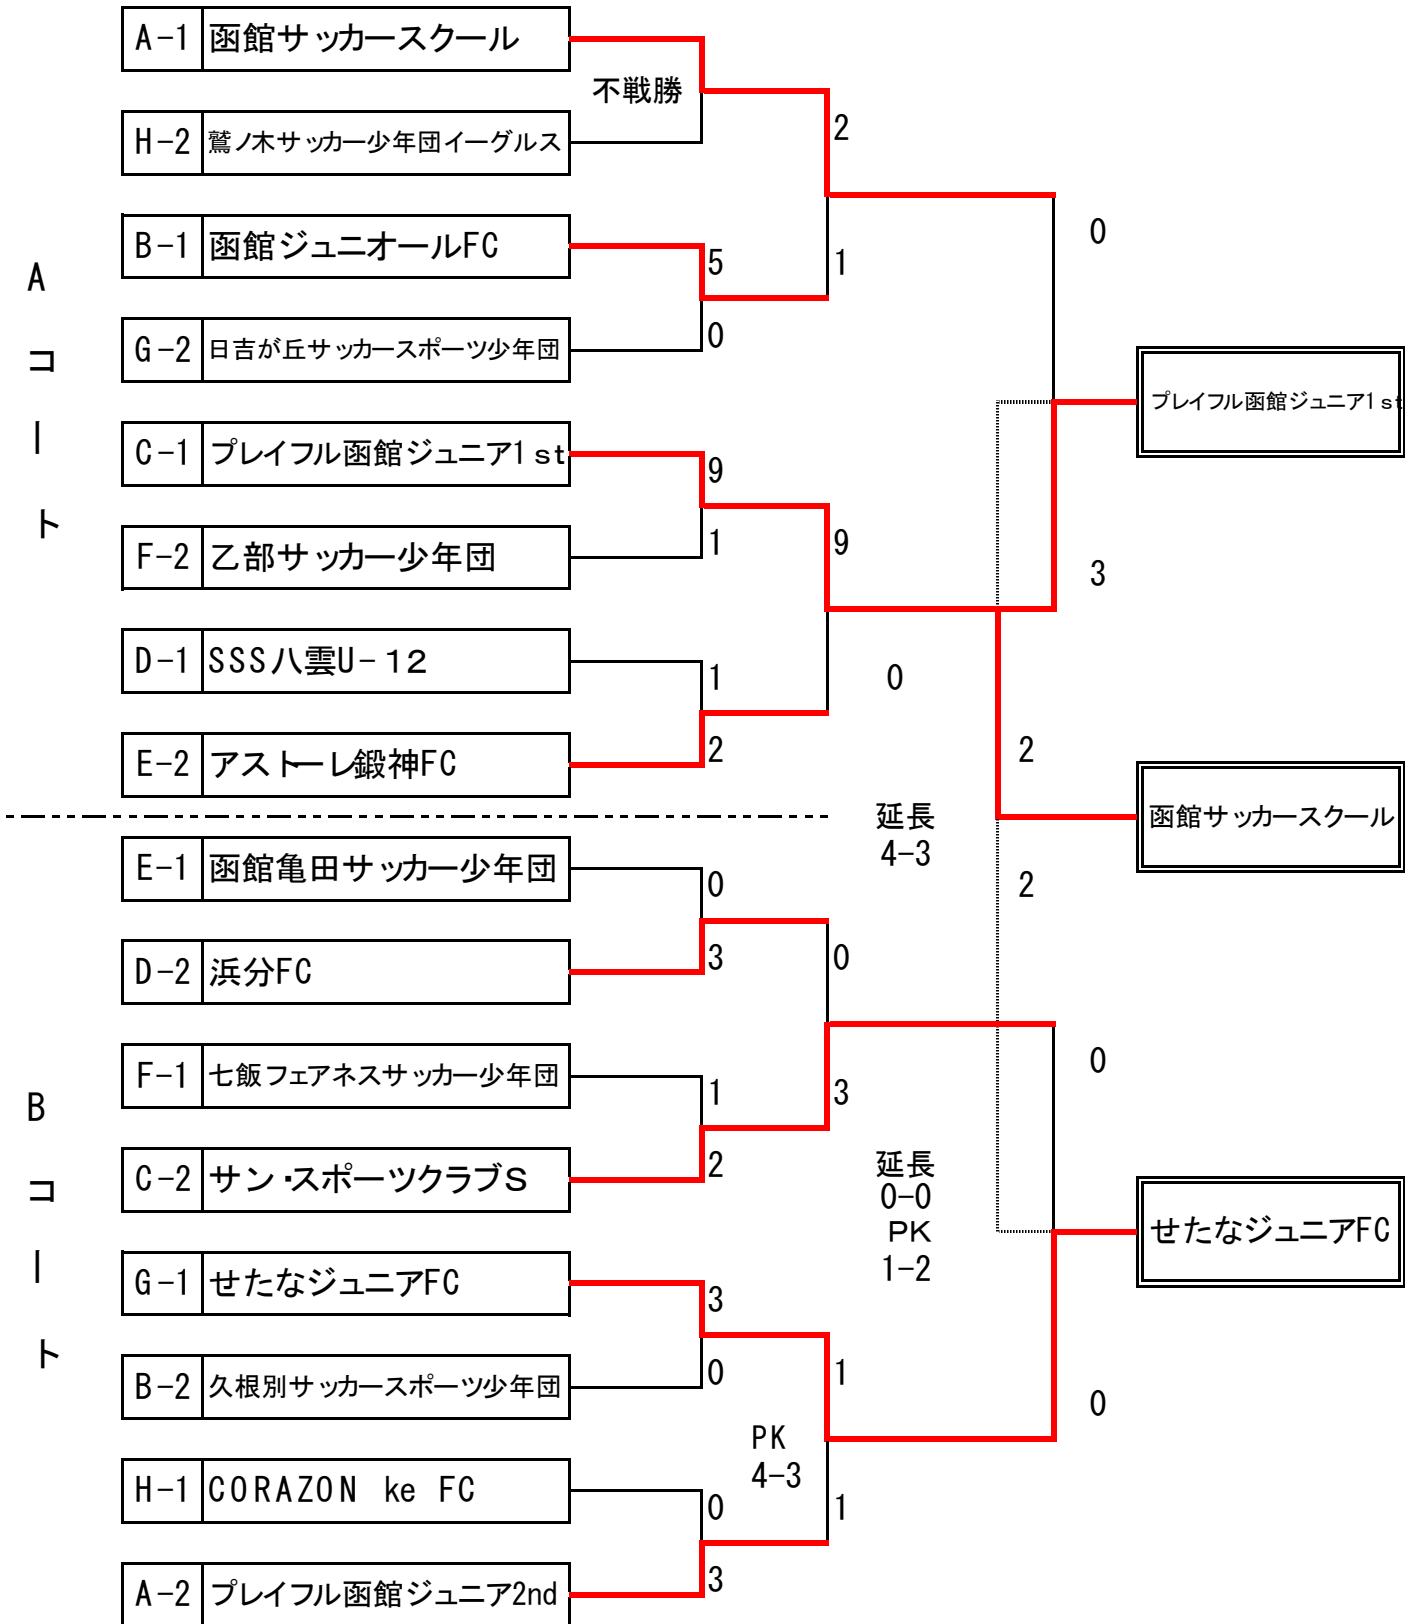 A-1 函館サッカースクール
不戦勝
H-2 鷲ノ木サッカー少年団イーグルス
2
B-1 函館ジュニオールFC
0
5
1
A コート
G-2 日吉が丘サッカースポーツ少年団
0
プレイフル函館ジュニア1st
C-1 プレイフル函館ジュニア1st
9
F-2 乙部サッカー少年団
1
9
3
D-1 SSS八雲U-12
1
0
E-2 アストーレ鍛神FC
2
2
函館サッカースクール
延長
4-3
E-1 函館亀田サッカー少年団
0
2
D-2 浜分FC
3
0
F-1 七飯フェアネスサッカー少年団
0
1
3
B コート
C-2 サン・スポーツクラブS
2
延長
0-0
PK
1-2
せたなジュニアFC
G-1 せたなジュニアFC
3
B-2 久根別サッカースポーツ少年団
0
1
0
PK
4-3
H-1 CORAZON ke FC
0
1
A-2 プレイフル函館ジュニア2nd
3